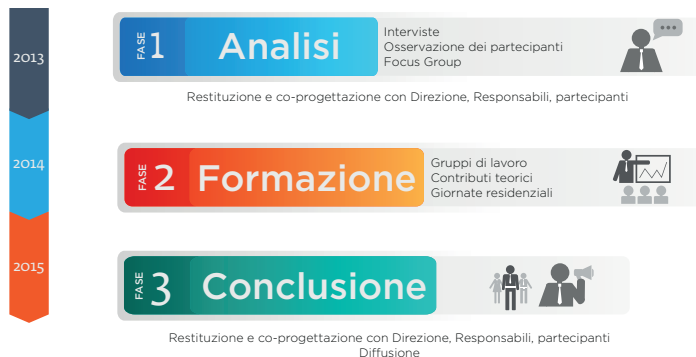 2013
FASE 1 Analisi
Interviste
Osservazione dei partecipanti
Focus Group
Restituzione e co-progettazione con Direzione, Responsabili, partecipanti
2014
FASE 2 Formazione
Gruppi di lavoro
Contributi teorici
Giornate residenziali
2015
FASE 3 Conclusione
Restituzione e co-progettazione con Direzione, Responsabili, partecipanti
Diffusione